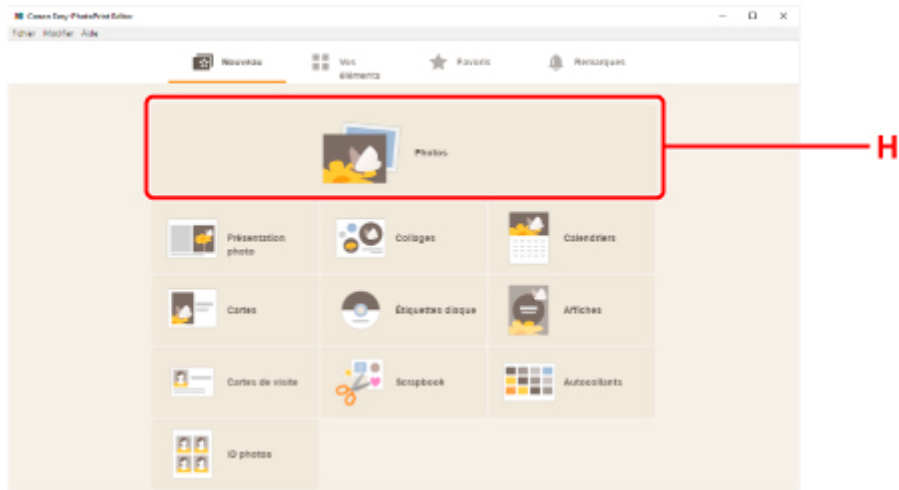 Canon Easy-PhotoPrint Editor
Fichier Modifier Aide
Nouveau
Vos
éléments
Favoris
Remarques
Photos
H
Présentation
photo
Collages
Calendriers
Cartes
Étiquettes disque
Affiches
Cartes de visite
Scrapbook
Autocollants
ID photos